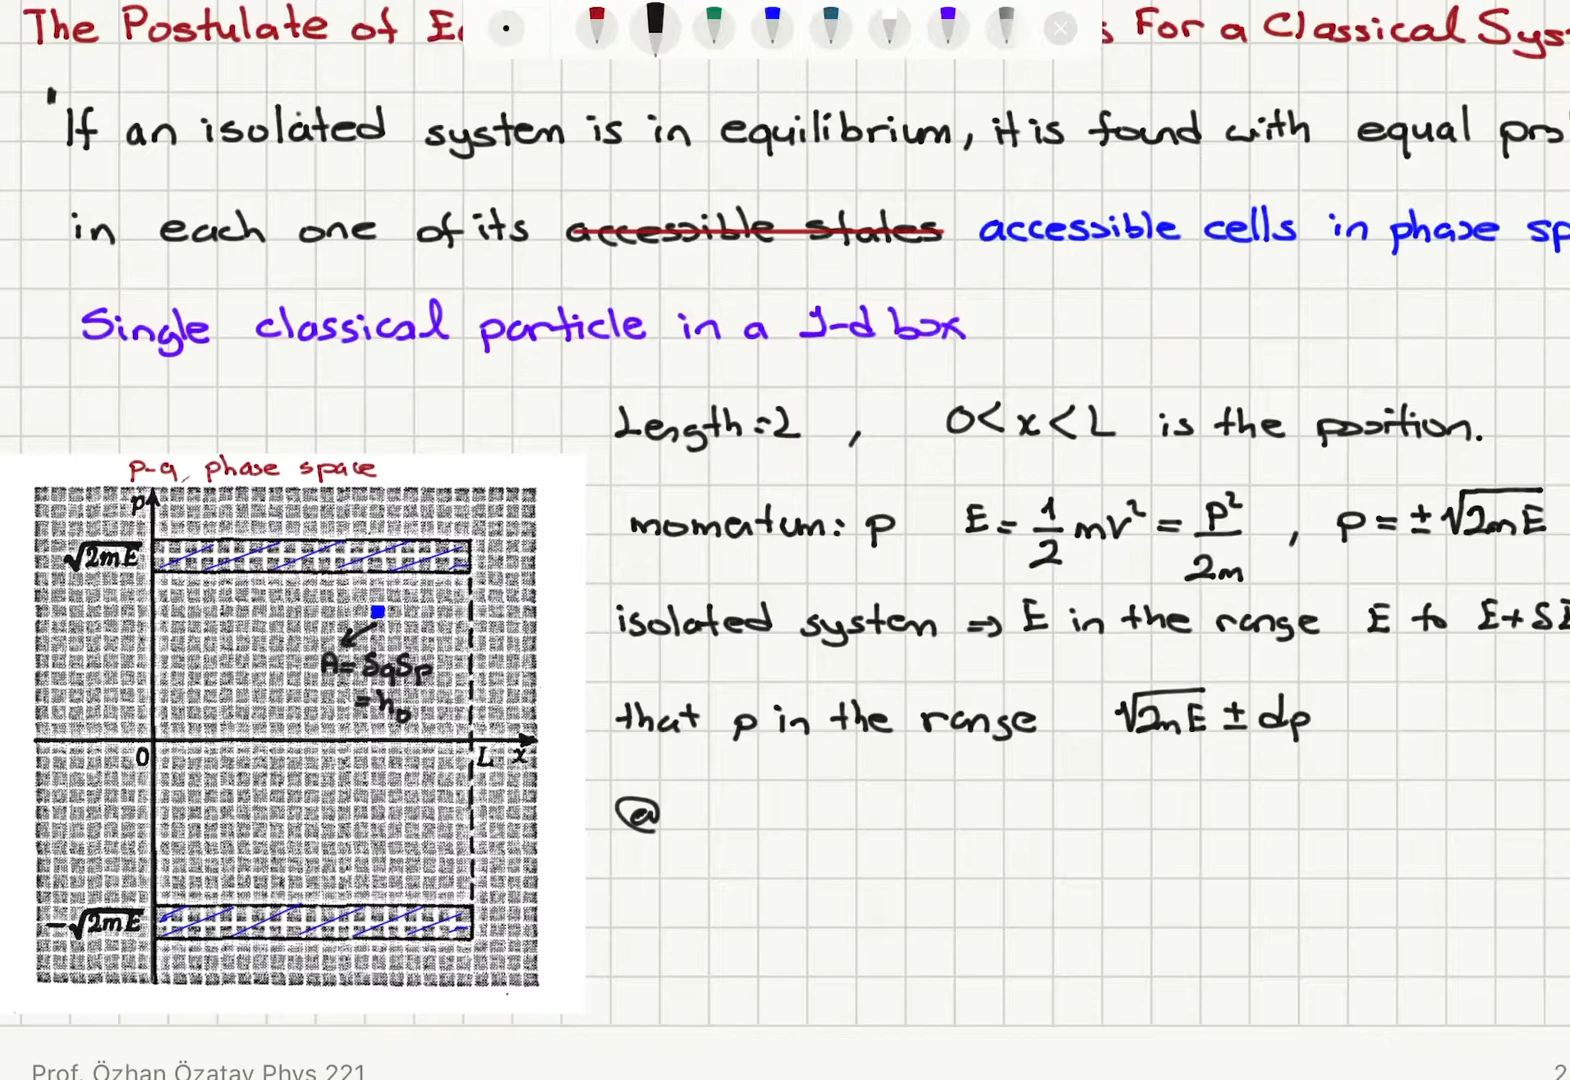 The Postulate of E For a Classical Sys
"If an isolated system is in equilibrium, it is found with equal pro
in each one of its accessible states accessible cells in phase sp
Single classical particle in a 1-d box
Length = L , 0 < x < L is the position.
momentum: p E = 1/2 mv² = p²/2m , p = ± √2mE
isolated system ⇒ E in the range E to E+δE
that p in the range √2mE ± dp
@
p-q phase space
p
√2mE
A = δqδp
= h₀
0 L x
-√2mE
Prof. Özhan Özatay Phys 221
2